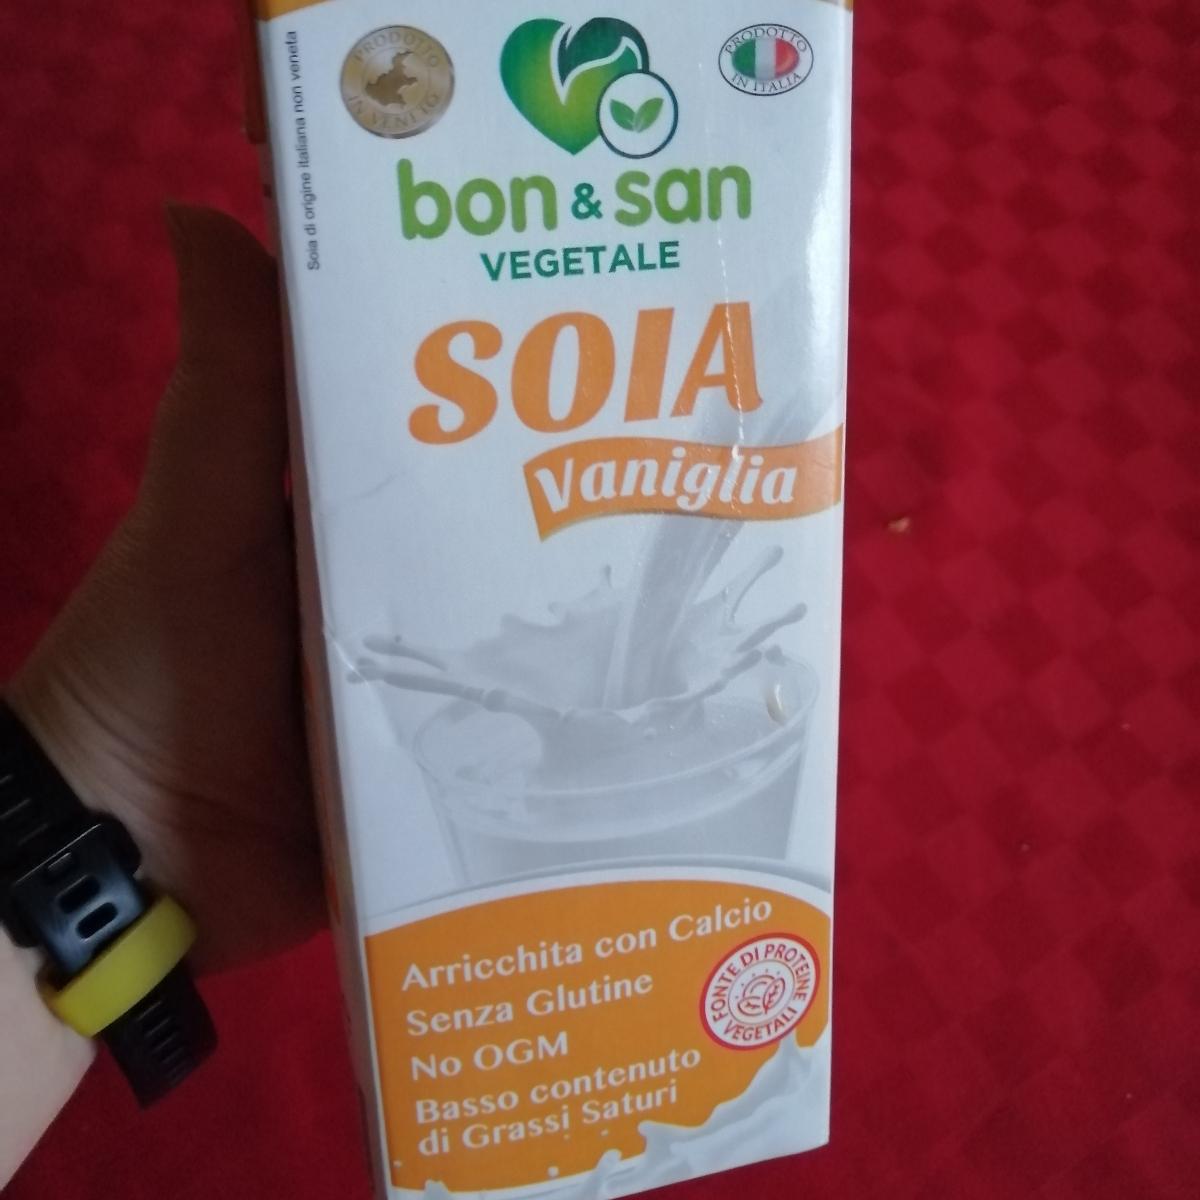 Soia di origine italiana non veneta
PRODOTTO
IN VENETO
PRODOTTO
IN ITALIA
bon & san
VEGETALE
SOIA
Vaniglia
Arricchita con Calcio
Senza Glutine
No OGM
Basso contenuto
di Grassi Saturi
FONTE DI PROTEINE
VEGETALI